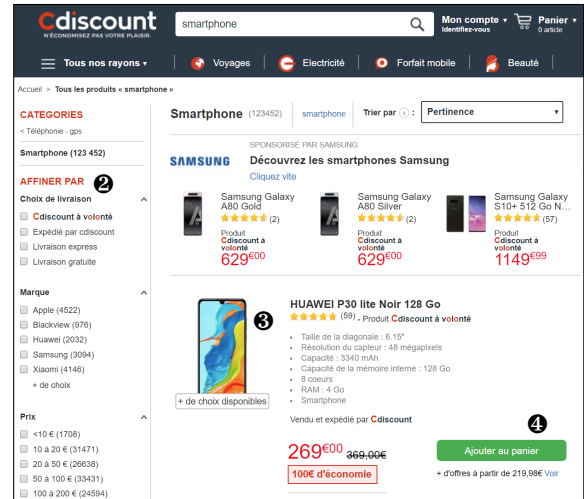 Cdiscount
N'ÉCONOMISEZ PAS VOTRE PLAISIR.
smartphone
Mon compte ▾
Identifiez-vous
Panier ▾
0 article
Tous nos rayons ▾
Voyages
Electricité
Forfait mobile
Beauté
Accueil > Tous les produits « smartphone »
CATEGORIES
< Téléphonie - gps
Smartphone (123 452)
AFFINER PAR ❷
Choix de livraison
Cdiscount à volonté
Expédié par cdiscount
Livraison express
Livraison gratuite
Marque
Apple (4522)
Blackview (976)
Huawei (2032)
Samsung (3094)
Xiaomi (4146)
+ de choix
Prix
<10 € (1708)
10 à 20 € (31471)
20 à 50 € (26638)
50 à 100 € (33431)
100 à 200 € (24594)
Smartphone (123452)
smartphone
Trier par i :
Pertinence
SPONSORISÉ PAR SAMSUNG
SAMSUNG
Découvrez les smartphones Samsung
Cliquez vite
Samsung Galaxy
A80 Gold
(2)
Produit
Cdiscount à
volonté
629€00
Samsung Galaxy
A80 Silver
(2)
Produit
Cdiscount à
volonté
629€00
Samsung Galaxy
S10+ 512 Go N...
(57)
Produit
Cdiscount à
volonté
1149€99
❸
+ de choix disponibles
HUAWEI P30 lite Noir 128 Go
(59) - Produit Cdiscount à volonté
Taille de la diagonale : 6.15"
Résolution du capteur : 48 mégapixels
Capacité : 3340 mAh
Capacité de la mémoire interne : 128 Go
8 coeurs
RAM : 4 Go
Smartphone
Vendu et expédié par Cdiscount
269€00 369,00€
100€ d'économie
❹
Ajouter au panier
+ d'offres à partir de 219,98€ Voir